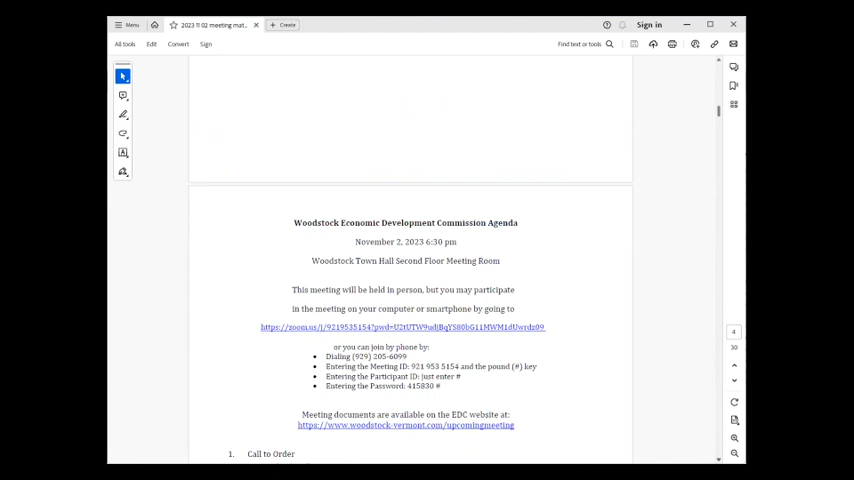 Menu
2023 11 02 meeting mat...
Create
Sign in
All tools
Edit
Convert
Sign
Find text or tools
Woodstock Economic Development Commission Agenda
November 2, 2023 6:30 pm
Woodstock Town Hall Second Floor Meeting Room
This meeting will be held in person, but you may participate
in the meeting on your computer or smartphone by going to
or you can join by phone by:
• Dialing (929) 205-6099
• Entering the Meeting ID: 921 953 5154 and the pound (#) key
• Entering the Participant ID: just enter #
• Entering the Password: 415830 #
4
30
Meeting documents are available on the EDC website at:
https://www.woodstock-vermont.com/upcomingmeeting
1. Call to Order